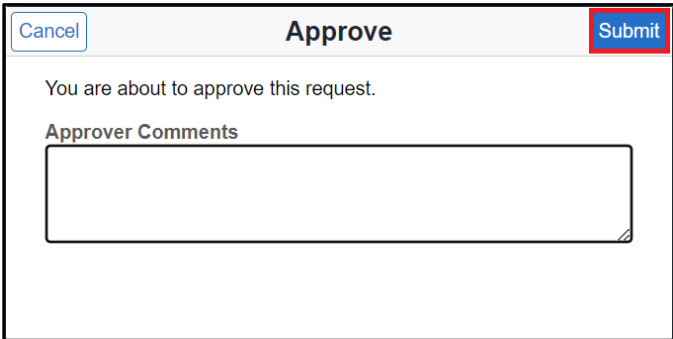 Cancel Approve Submit
You are about to approve this request.
Approver Comments